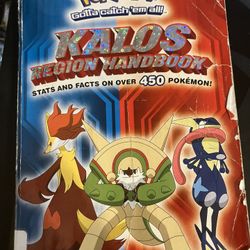 Gotta catch 'em all!
KALOS
REGION HANDBOOK
STATS AND FACTS ON OVER 450 POKÉMON!